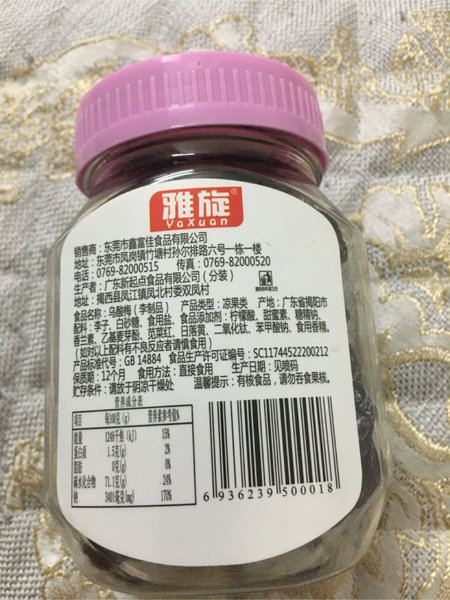 雅旋®
YaXuan
销售商：东莞市鑫富佳食品有限公司
地址：东莞市凤岗镇竹塘村孙尔排路六号一栋一楼
电话：0769-82000515 传真：0769-82000520
生产者：广东新起点食品有限公司（分装）
地址：揭西县凤江镇凤北村委双凤村
食品名称：乌酸梅（李制品） 产品类型：凉果类 产地：广东省揭阳市
配料：李子、白砂糖、食用盐、食品添加剂：柠檬酸、甜蜜素、糖精钠、
香兰素、乙基麦芽酚、苋菜红、日落黄、二氧化钛、苯甲酸钠、食用香精。
（如对以上配料有不良反应者请慎食用）
产品标准代号：GB 14884 食品生产许可证编号：SC11744522200212
保质期：12个月 食用方法：直接食用 生产日期：见喷码
贮存条件：请放于阴凉干燥处 温馨提示：有核食品，请勿吞食果核。
营养成分表
项目 每100克(g) 营养素参考值%
能量 1248千焦(kJ) 15%
蛋白质 1.5克(g) 2%
脂肪 0克(g) 0%
碳水化合物 71.1克(g) 24%
钠 3401毫克(mg) 170%
6 936239 500018